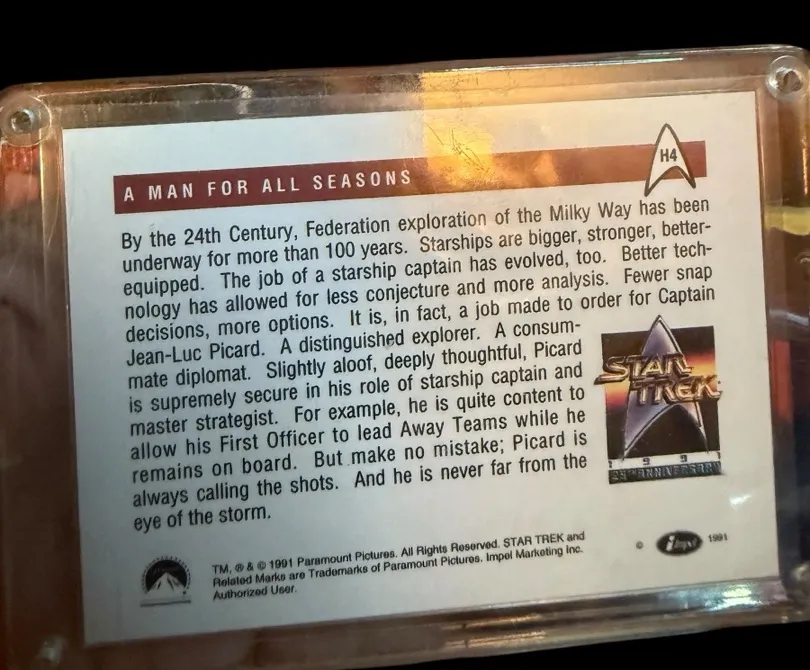 H4
A MAN FOR ALL SEASONS
By the 24th Century, Federation exploration of the Milky Way has been
underway for more than 100 years. Starships are bigger, stronger, better-
equipped. The job of a starship captain has evolved, too. Better tech-
nology has allowed for less conjecture and more analysis. Fewer snap
decisions, more options. It is, in fact, a job made to order for Captain
Jean-Luc Picard. A distinguished explorer. A consum-
mate diplomat. Slightly aloof, deeply thoughtful, Picard
is supremely secure in his role of starship captain and
master strategist. For example, he is quite content to
allow his First Officer to lead Away Teams while he
remains on board. But make no mistake; Picard is
always calling the shots. And he is never far from the
eye of the storm.
STAR
TREK
1991
25TH ANNIVERSARY
TM, ® & © 1991 Paramount Pictures. All Rights Reserved. STAR TREK and
Related Marks are Trademarks of Paramount Pictures. Impel Marketing Inc.
Authorized User.
© impel 1991